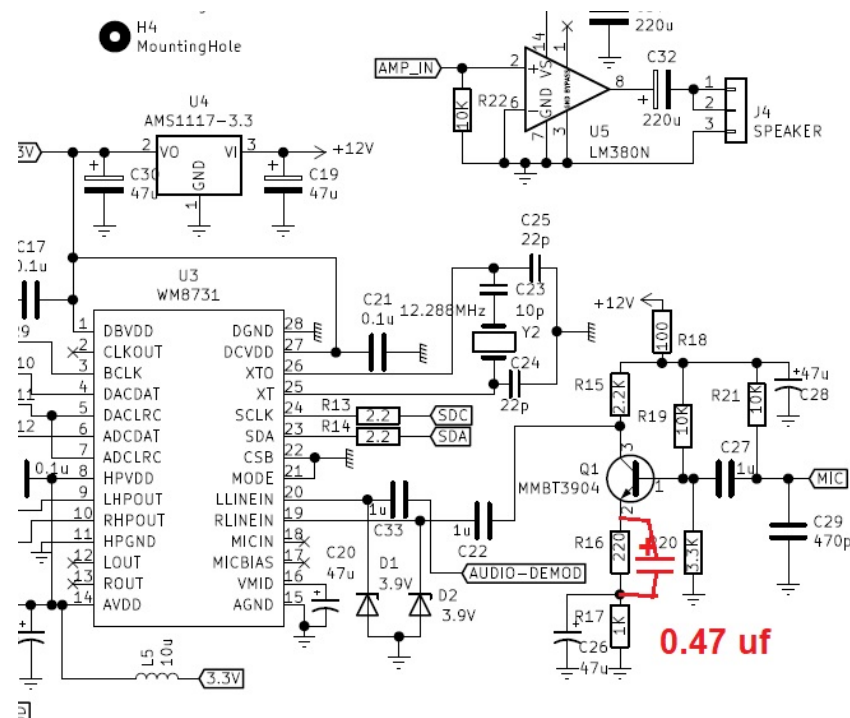 H4
MountingHole
U4
AMS1117-3.3
3V
2
VO
VI
3
+12V
GND
1
C30
47u
C19
47u
220u
14
1
AMP_IN
2
+
VS
GND
BYPASS
8
C32
220u
1
2
3
J4
SPEAKER
R22
10K
6
7
3
U5
LM380N
C17
0.1u
U3
WM8731
C21
0.1u
12.288MHz
C25
22p
C23
10p
Y2
C24
22p
1 DBVDD DGND 28
2 CLKOUT DCVDD 27
3 BCLK XTO 26
4 DACDAT XT 25
5 DACLRC SCLK 24
6 ADCDAT SDA 23
7 ADCLRC CSB 22
8 HPVDD MODE 21
9 LHPOUT LLINEIN 20
10 RHPOUT RLINEIN 19
11 HPGND MICIN 18
12 LOUT MICBIAS 17
13 ROUT VMID 16
14 AVDD AGND 15
9
10
11
12
0.1u
R13 2.2 SDC
R14 2.2 SDA
1u
C33
1u
C22
AUDIO-DEMOD
C20
47u
D1
3.9V
D2
3.9V
L5
10u
3.3V
+12V
100
R18
R15
2.2K
R19
10K
R21
10K
+47u
C28
C27
1u
MIC
Q1
MMBT3904
3
1
2
C29
470p
R16
220
R20
3.3K
R17
1K
C26
47u
0.47 uf